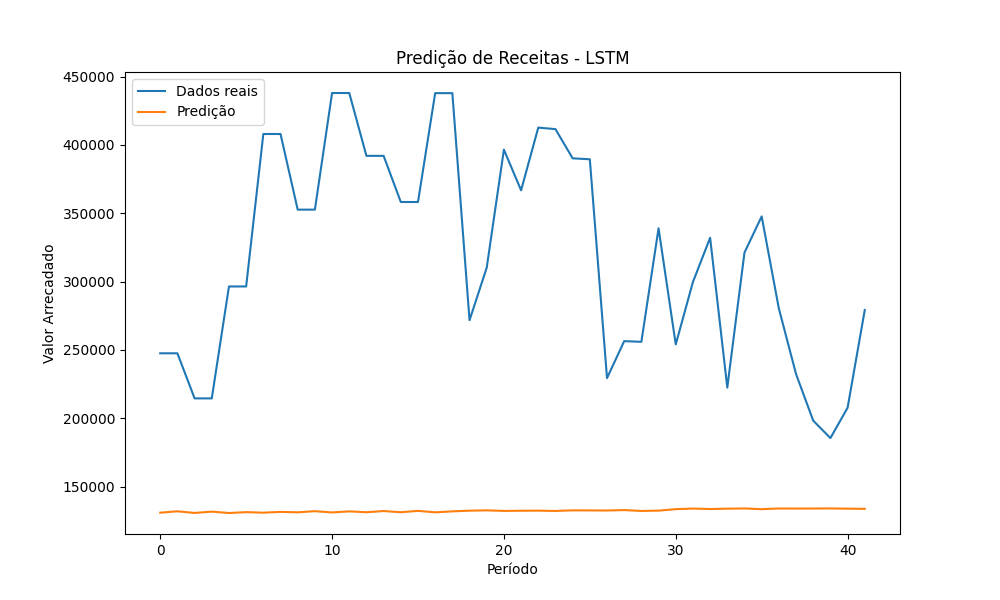 Predição de Receitas - LSTM
Dados reais
Predição
Valor Arrecadado
450000
400000
350000
300000
250000
200000
150000
0 10 20 30 40
Período